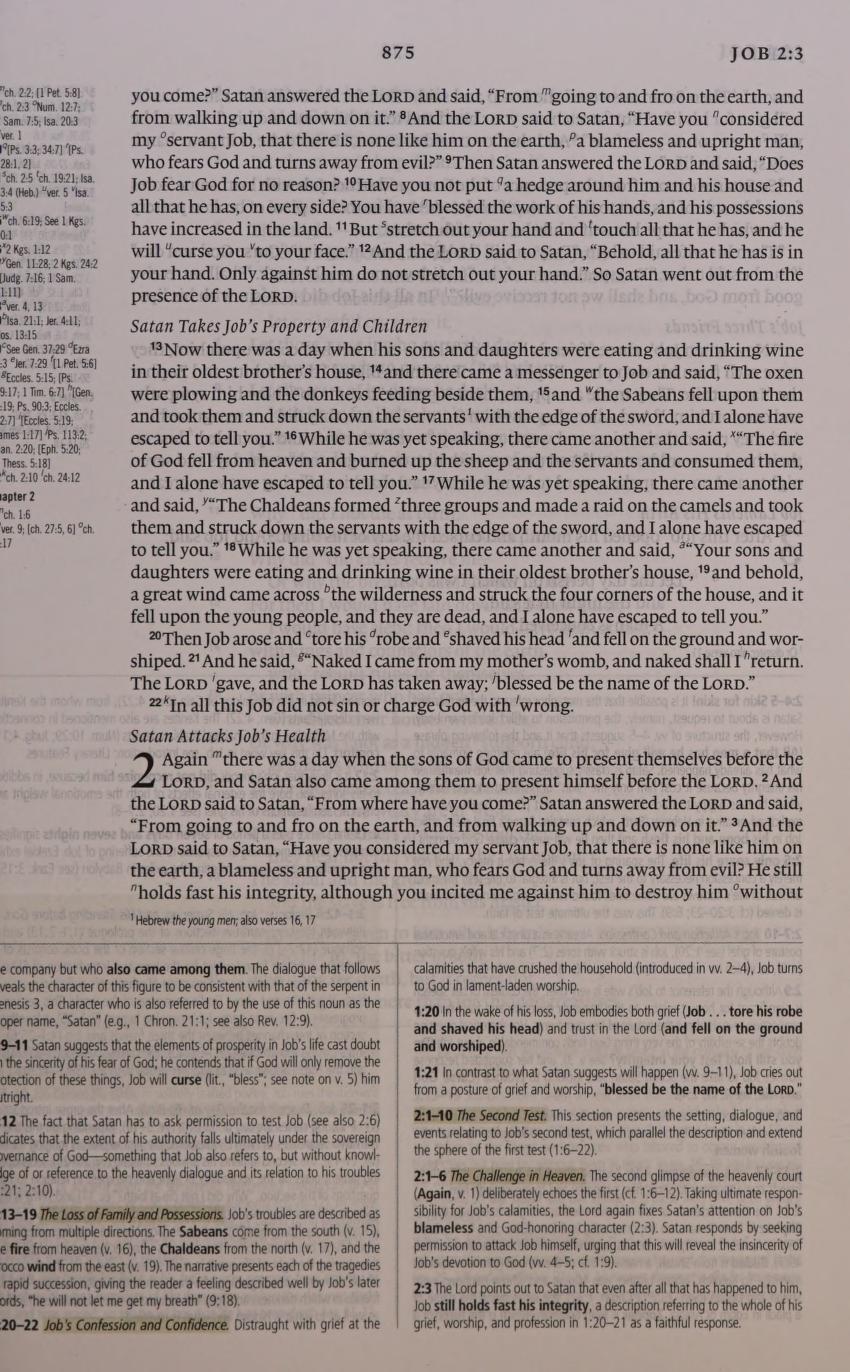 875 JOB 2:3
ch. 2:2; [1 Pet. 5:8]
ch. 2:3 oNum. 12:7;
Sam. 7:5; Isa. 20:3
ver. 1
[Ps. 3:3; 34:7] [Ps.
28:1, 2]
ch. 2:5 ch. 19:21; Isa.
3:4 (Heb.) uver. 5 vIsa.
5:3
wch. 6:19; See 1 Kgs.
0:1
x2 Kgs. 1:12
yGen. 11:28; 2 Kgs. 24:2
[Judg. 7:16; 1 Sam.
1:11]
aver. 4, 13
bIsa. 21:1; Jer. 4:11;
os. 13:15
cSee Gen. 37:29 dEzra
:3 eJer. 7:29 f[1 Pet. 5:6]
gEccles. 5:15; [Ps.
9:17; 1 Tim. 6:7] h[Gen.
:19; Ps. 90:3; Eccles.
2:7] i[Eccles. 5:19;
ames 1:17] jPs. 113:2;
an. 2:20; [Eph. 5:20;
Thess. 5:18]
kch. 2:10 lch. 24:12
apter 2
ch. 1:6
ver. 9; [ch. 27:5, 6] och.
:17
you come?” Satan answered the LORD and said, “From mgoing to and fro on the earth, and
from walking up and down on it.” 8And the LORD said to Satan, “Have you nconsidered
my oservant Job, that there is none like him on the earth, pa blameless and upright man,
who fears God and turns away from evil?” 9Then Satan answered the LORD and said, “Does
Job fear God for no reason? 10Have you not put qa hedge around him and his house and
all that he has, on every side? You have rblessed the work of his hands, and his possessions
have increased in the land. 11But sstretch out your hand and ttouch all that he has, and he
will ucurse you vto your face.” 12And the LORD said to Satan, “Behold, all that he has is in
your hand. Only against him do not stretch out your hand.” So Satan went out from the
presence of the LORD.
Satan Takes Job’s Property and Children
13Now there was a day when his sons and daughters were eating and drinking wine
in their oldest brother’s house, 14and there came a messenger to Job and said, “The oxen
were plowing and the donkeys feeding beside them, 15and wthe Sabeans fell upon them
and took them and struck down the servants1 with the edge of the sword, and I alone have
escaped to tell you.” 16While he was yet speaking, there came another and said, x“The fire
of God fell from heaven and burned up the sheep and the servants and consumed them,
and I alone have escaped to tell you.” 17While he was yet speaking, there came another
and said, y“The Chaldeans formed zthree groups and made a raid on the camels and took
them and struck down the servants with the edge of the sword, and I alone have escaped
to tell you.” 18While he was yet speaking, there came another and said, a“Your sons and
daughters were eating and drinking wine in their oldest brother’s house, 19and behold,
a great wind came across bthe wilderness and struck the four corners of the house, and it
fell upon the young people, and they are dead, and I alone have escaped to tell you.”
20Then Job arose and ctore his drobe and eshaved his head fand fell on the ground and wor-
shiped. 21And he said, g“Naked I came from my mother’s womb, and naked shall I hreturn.
The LORD igave, and the LORD has taken away; jblessed be the name of the LORD.”
22kIn all this Job did not sin or charge God with lwrong.
Satan Attacks Job’s Health
2 Again mthere was a day when the sons of God came to present themselves before the
LORD, and Satan also came among them to present himself before the LORD. 2And
the LORD said to Satan, “From where have you come?” Satan answered the LORD and said,
“From going to and fro on the earth, and from walking up and down on it.” 3And the
LORD said to Satan, “Have you considered my servant Job, that there is none like him on
the earth, a blameless and upright man, who fears God and turns away from evil? He still
nholds fast his integrity, although you incited me against him to destroy him owithout
1 Hebrew the young men; also verses 16, 17
e company but who also came among them. The dialogue that follows
veals the character of this figure to be consistent with that of the serpent in
enesis 3, a character who is also referred to by the use of this noun as the
oper name, “Satan” (e.g., 1 Chron. 21:1; see also Rev. 12:9).
9–11 Satan suggests that the elements of prosperity in Job’s life cast doubt
the sincerity of his fear of God; he contends that if God will only remove the
otection of these things, Job will curse (lit., “bless”; see note on v. 5) him
utright.
12 The fact that Satan has to ask permission to test Job (see also 2:6)
dicates that the extent of his authority falls ultimately under the sovereign
overnance of God—something that Job also refers to, but without knowl-
dge of or reference to the heavenly dialogue and its relation to his troubles
:21; 2:10).
13–19 The Loss of Family and Possessions. Job’s troubles are described as
ming from multiple directions. The Sabeans come from the south (v. 15),
e fire from heaven (v. 16), the Chaldeans from the north (v. 17), and the
occo wind from the east (v. 19). The narrative presents each of the tragedies
rapid succession, giving the reader a feeling described well by Job’s later
ords, “he will not let me get my breath” (9:18).
:20–22 Job’s Confession and Confidence. Distraught with grief at the
calamities that have crushed the household (introduced in vv. 2–4), Job turns
to God in lament-laden worship.
1:20 In the wake of his loss, Job embodies both grief (Job . . . tore his robe
and shaved his head) and trust in the Lord (and fell on the ground
and worshiped).
1:21 In contrast to what Satan suggests will happen (vv. 9–11), Job cries out
from a posture of grief and worship, “blessed be the name of the LORD.”
2:1–10 The Second Test. This section presents the setting, dialogue, and
events relating to Job’s second test, which parallel the description and extend
the sphere of the first test (1:6–22).
2:1–6 The Challenge in Heaven. The second glimpse of the heavenly court
(Again, v. 1) deliberately echoes the first (cf. 1:6–12). Taking ultimate respon-
sibility for Job’s calamities, the Lord again fixes Satan’s attention on Job’s
blameless and God-honoring character (2:3). Satan responds by seeking
permission to attack Job himself, urging that this will reveal the insincerity of
Job’s devotion to God (vv. 4–5; cf. 1:9).
2:3 The Lord points out to Satan that even after all that has happened to him,
Job still holds fast his integrity, a description referring to the whole of his
grief, worship, and profession in 1:20–21 as a faithful response.